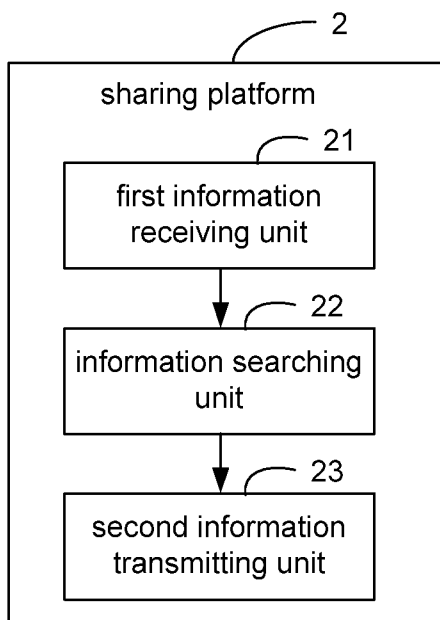 2
sharing platform
21
first information
receiving unit
22
information searching
unit
23
second information
transmitting unit